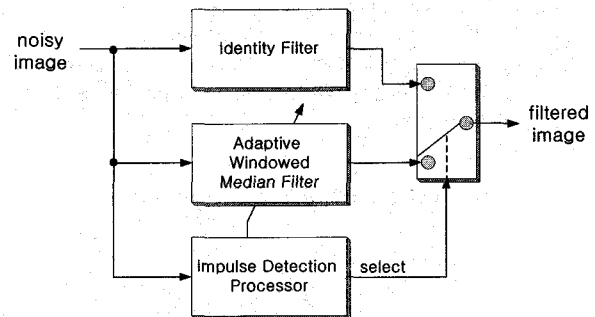 noisy
image
Identity Filter
filtered
image
Adaptive
Windowed
Median Filter
Impulse Detection
Processor
select